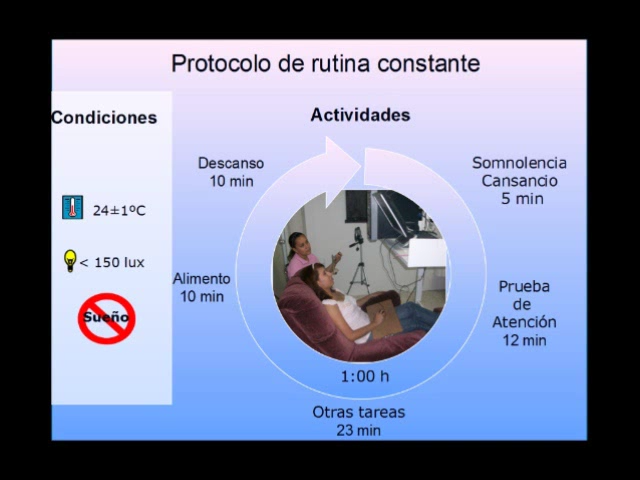 Protocolo de rutina constante
Condiciones
24±1ºC
< 150 lux
Sueño
Actividades
Somnolencia
Cansancio
5 min
Prueba
de
Atención
12 min
Otras tareas
23 min
Alimento
10 min
Descanso
10 min
1:00 h